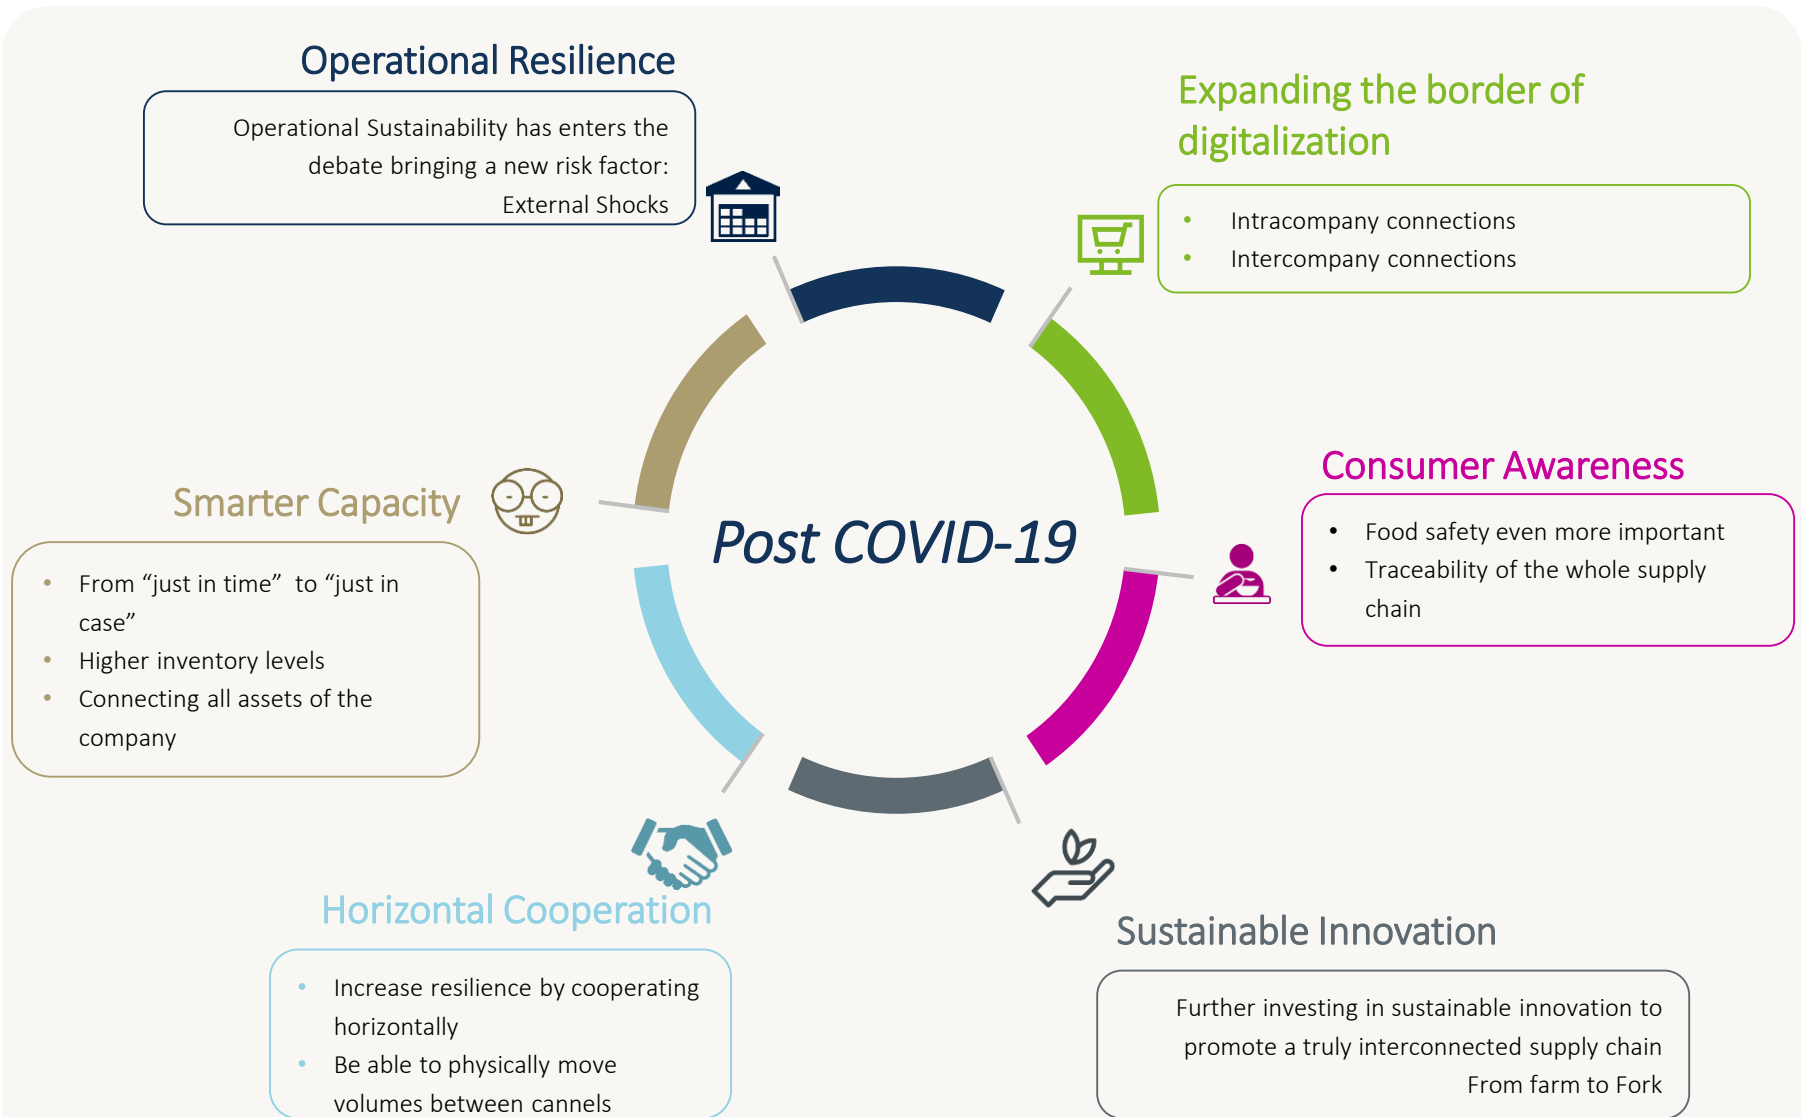 Operational Resilience
Operational Sustainability has enters the
debate bringing a new risk factor:
External Shocks
Expanding the border of
digitalization
• Intracompany connections
• Intercompany connections
Consumer Awareness
• Food safety even more important
• Traceability of the whole supply
chain
Smarter Capacity
• From “just in time”  to “just in
case”
• Higher inventory levels
• Connecting all assets of the
company
Post COVID-19
Horizontal Cooperation
• Increase resilience by cooperating
horizontally
• Be able to physically move
volumes between cannels
Sustainable Innovation
Further investing in sustainable innovation to
promote a truly interconnected supply chain
From farm to Fork